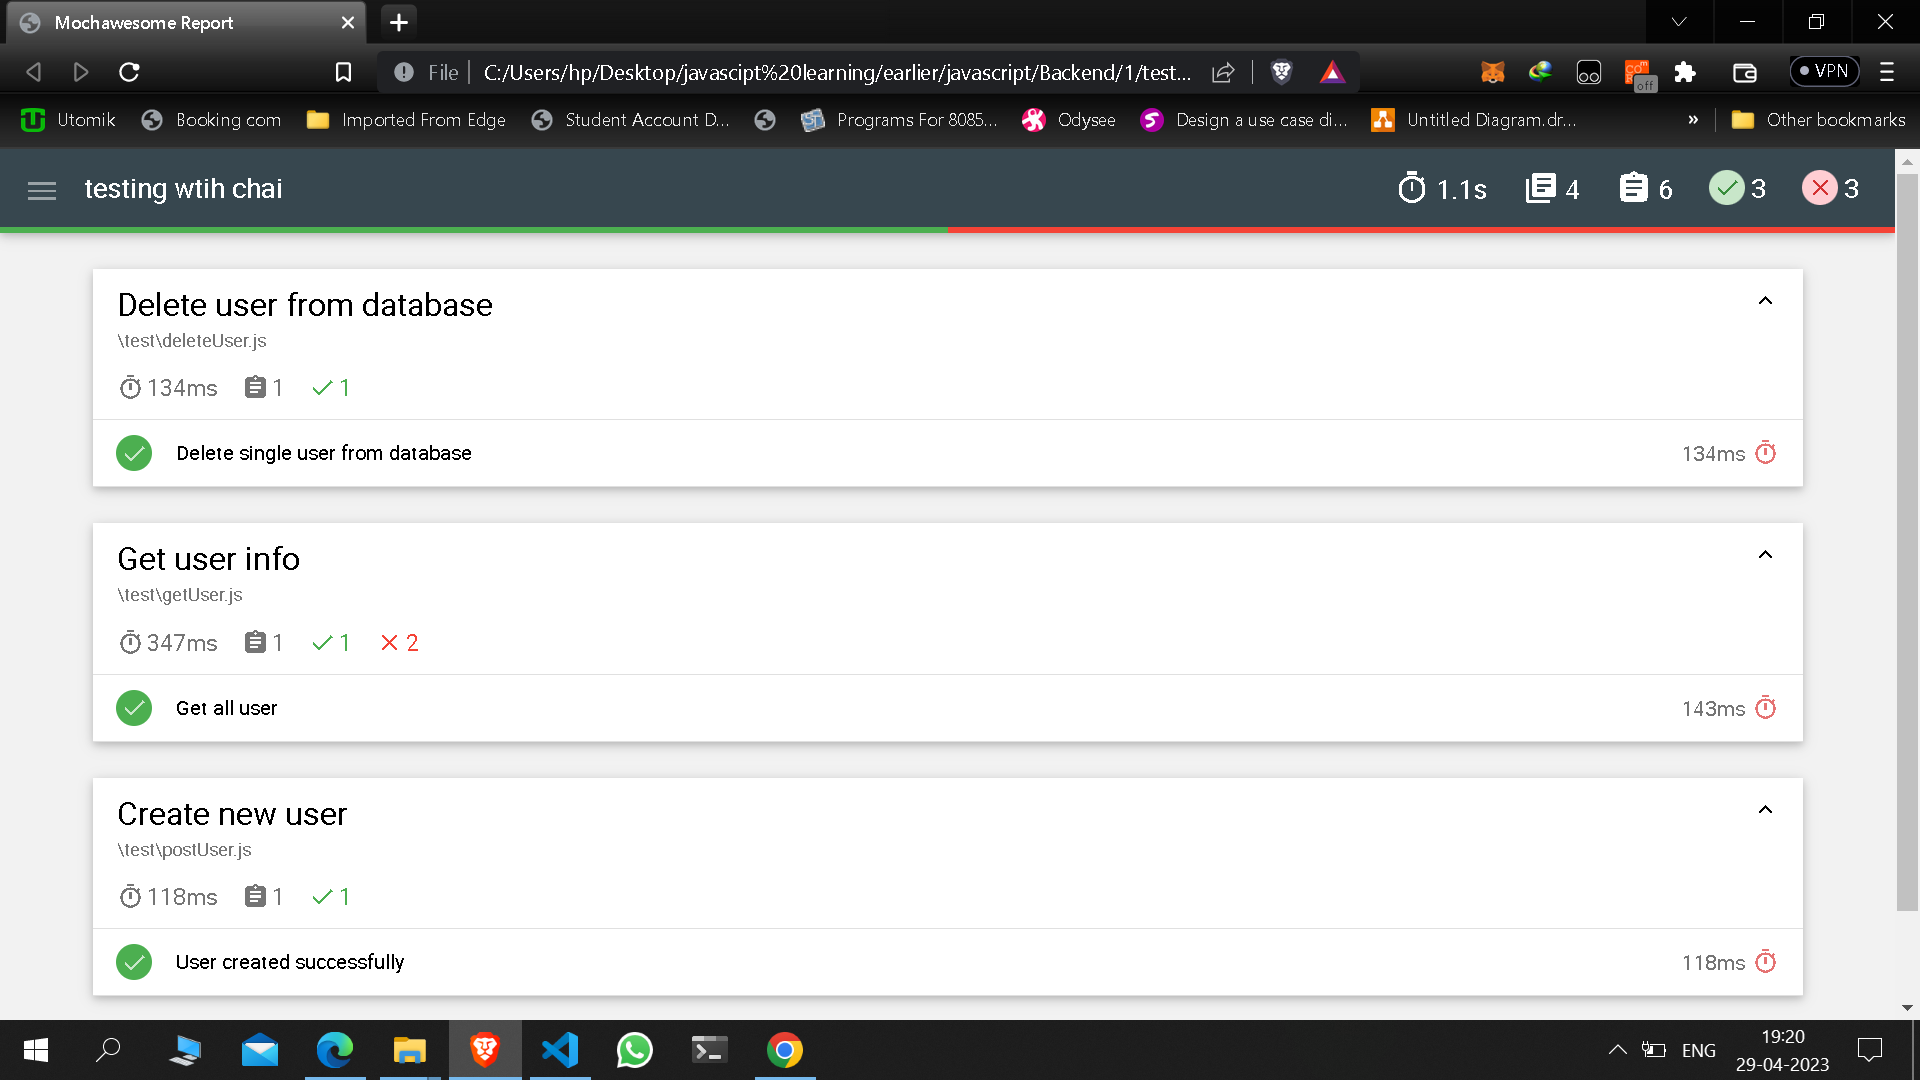 Mochawesome Report
File
C:/Users/hp/Desktop/javascipt%20learning/earlier/javascript/Backend/1/test...
off
VPN
Utomik
Booking com
Imported From Edge
Student Account D...
Programs For 8085...
Odysee
Design a use case di...
Untitled Diagram.dr...
»
Other bookmarks
testing wtih chai
1.1s
4
6
3
3
Delete user from database
\test\deleteUser.js
134ms 1 1
Delete single user from database
134ms
Get user info
\test\getUser.js
347ms 1 1 2
Get all user
143ms
Create new user
\test\postUser.js
118ms 1 1
User created successfully
118ms
ENG
19:20
29-04-2023